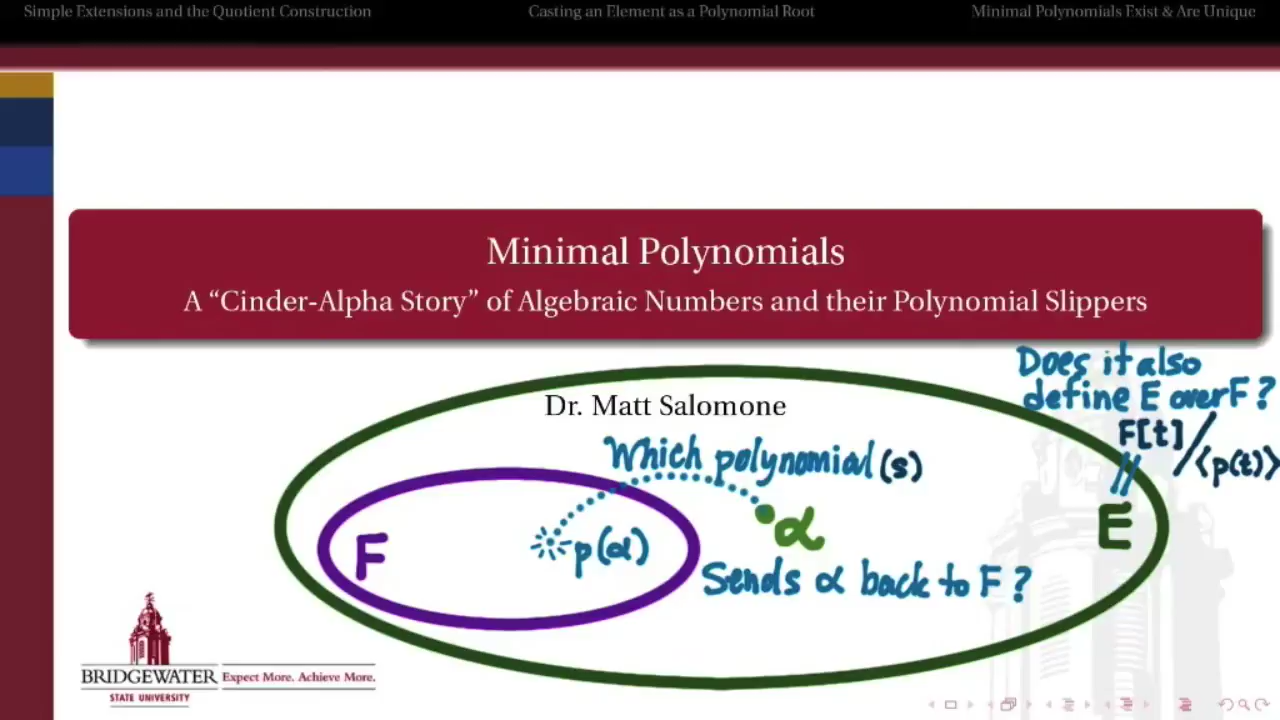 Simple Extensions and the Quotient Construction
Casting an Element as a Polynomial Root
Minimal Polynomials Exist & Are Unique
Minimal Polynomials
A “Cinder-Alpha Story” of Algebraic Numbers and their Polynomial Slippers
Dr. Matt Salomone
Does it also
define E over F?
F[t]/⟨p(t)⟩
||
E
Which polynomial(s)
F
p(α)
α
Sends α back to F?
BRIDGEWATER
STATE UNIVERSITY
Expect More. Achieve More.